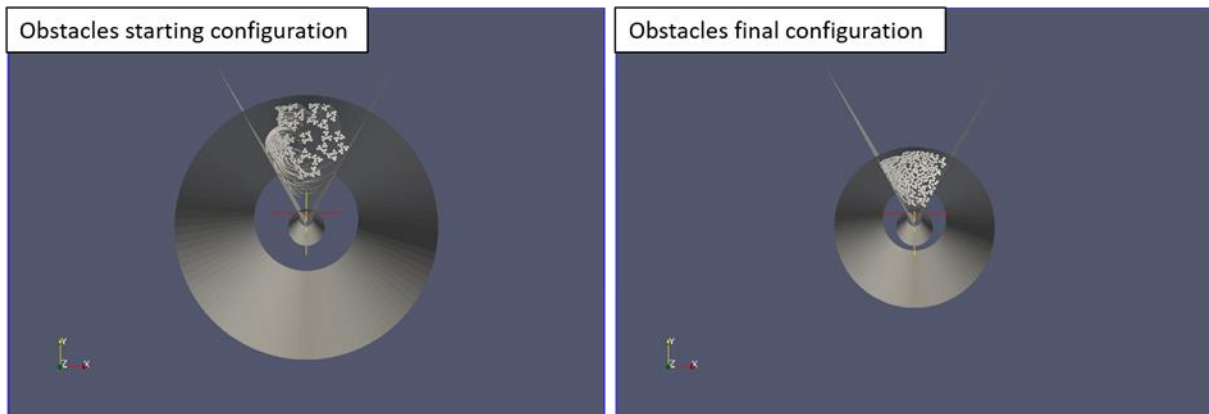 Obstacles starting configuration
Obstacles final configuration
Y
Z X
Y
Z X